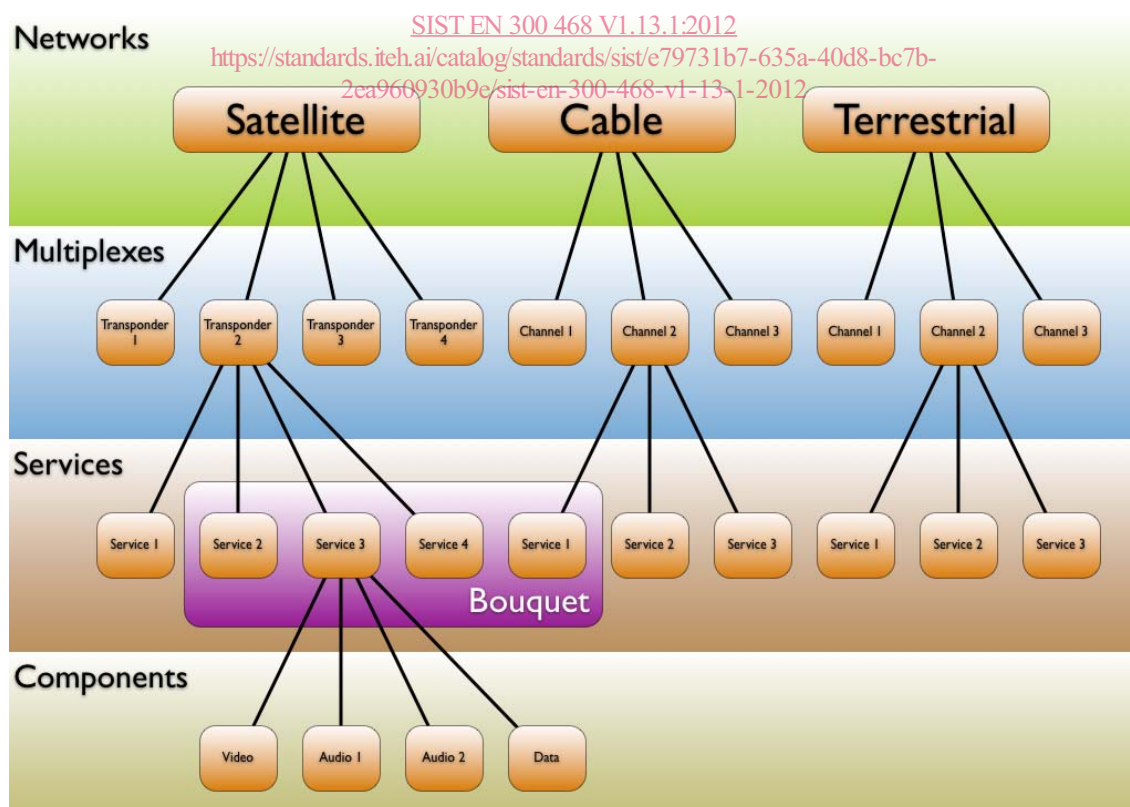 SIST EN 300 468 V1.13.1:2012
Networks
https://standards.iteh.ai/catalog/standards/sist/e79731b7-635a-40d8-bc7b-
2ea960930b9e/sist-en-300-468-v1-13-1-2012
Satellite
Cable
Terrestrial
Multiplexes
Transponder
1
Transponder
2
Transponder
3
Transponder
4
Channel 1
Channel 2
Channel 3
Channel 1
Channel 2
Channel 3
Services
Service 1
Service 2
Service 3
Service 4
Service 1
Service 2
Service 3
Service 1
Service 2
Service 3
Bouquet
Components
Video
Audio 1
Audio 2
Data